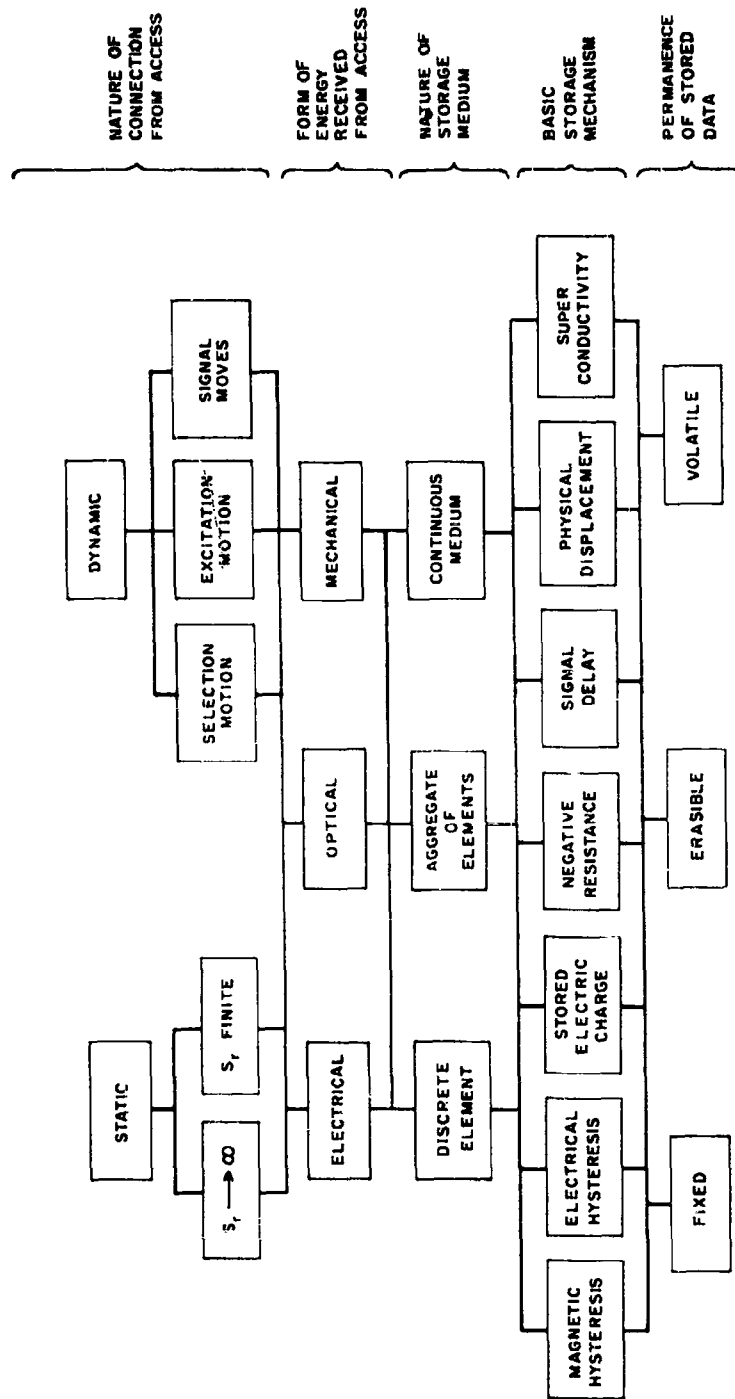 STATIC
DYNAMIC
NATURE OF
CONNECTION
FROM ACCESS
Sr → ∞
Sr FINITE
SELECTION
MOTION
EXCITATION
MOTION
SIGNAL
MOVES
ELECTRICAL
OPTICAL
MECHANICAL
FORM OF
ENERGY
RECEIVED
FROM ACCESS
DISCRETE
ELEMENT
AGGREGATE
OF
ELEMENTS
CONTINUOUS
MEDIUM
NATURE OF
STORAGE
MEDIUM
MAGNETIC
HYSTERESIS
ELECTRICAL
HYSTERESIS
STORED
ELECTRIC
CHARGE
NEGATIVE
RESISTANCE
SIGNAL
DELAY
PHYSICAL
DISPLACEMENT
SUPER
CONDUCTIVITY
BASIC
STORAGE
MECHANISM
FIXED
ERASIBLE
VOLATILE
PERMANENCE
OF STORED
DATA